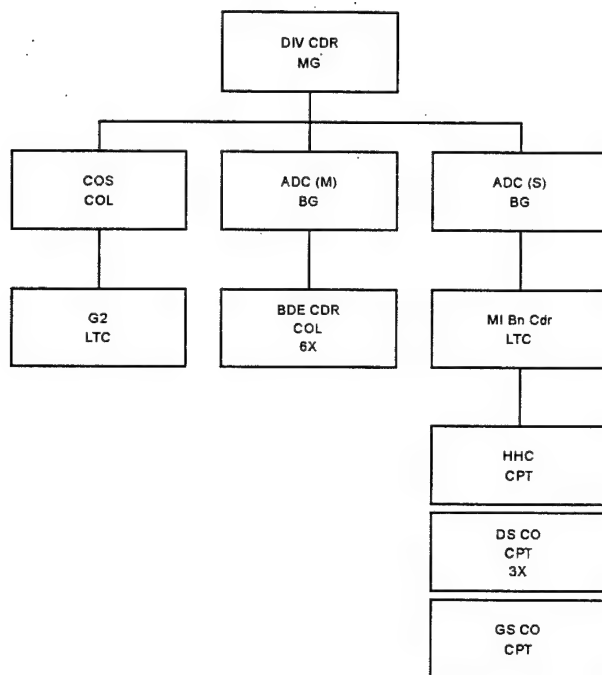 DIV CDR
MG
COS
COL
ADC (M)
BG
ADC (S)
BG
G2
LTC
BDE CDR
COL
6X
MI Bn Cdr
LTC
HHC
CPT
DS CO
CPT
3X
GS CO
CPT